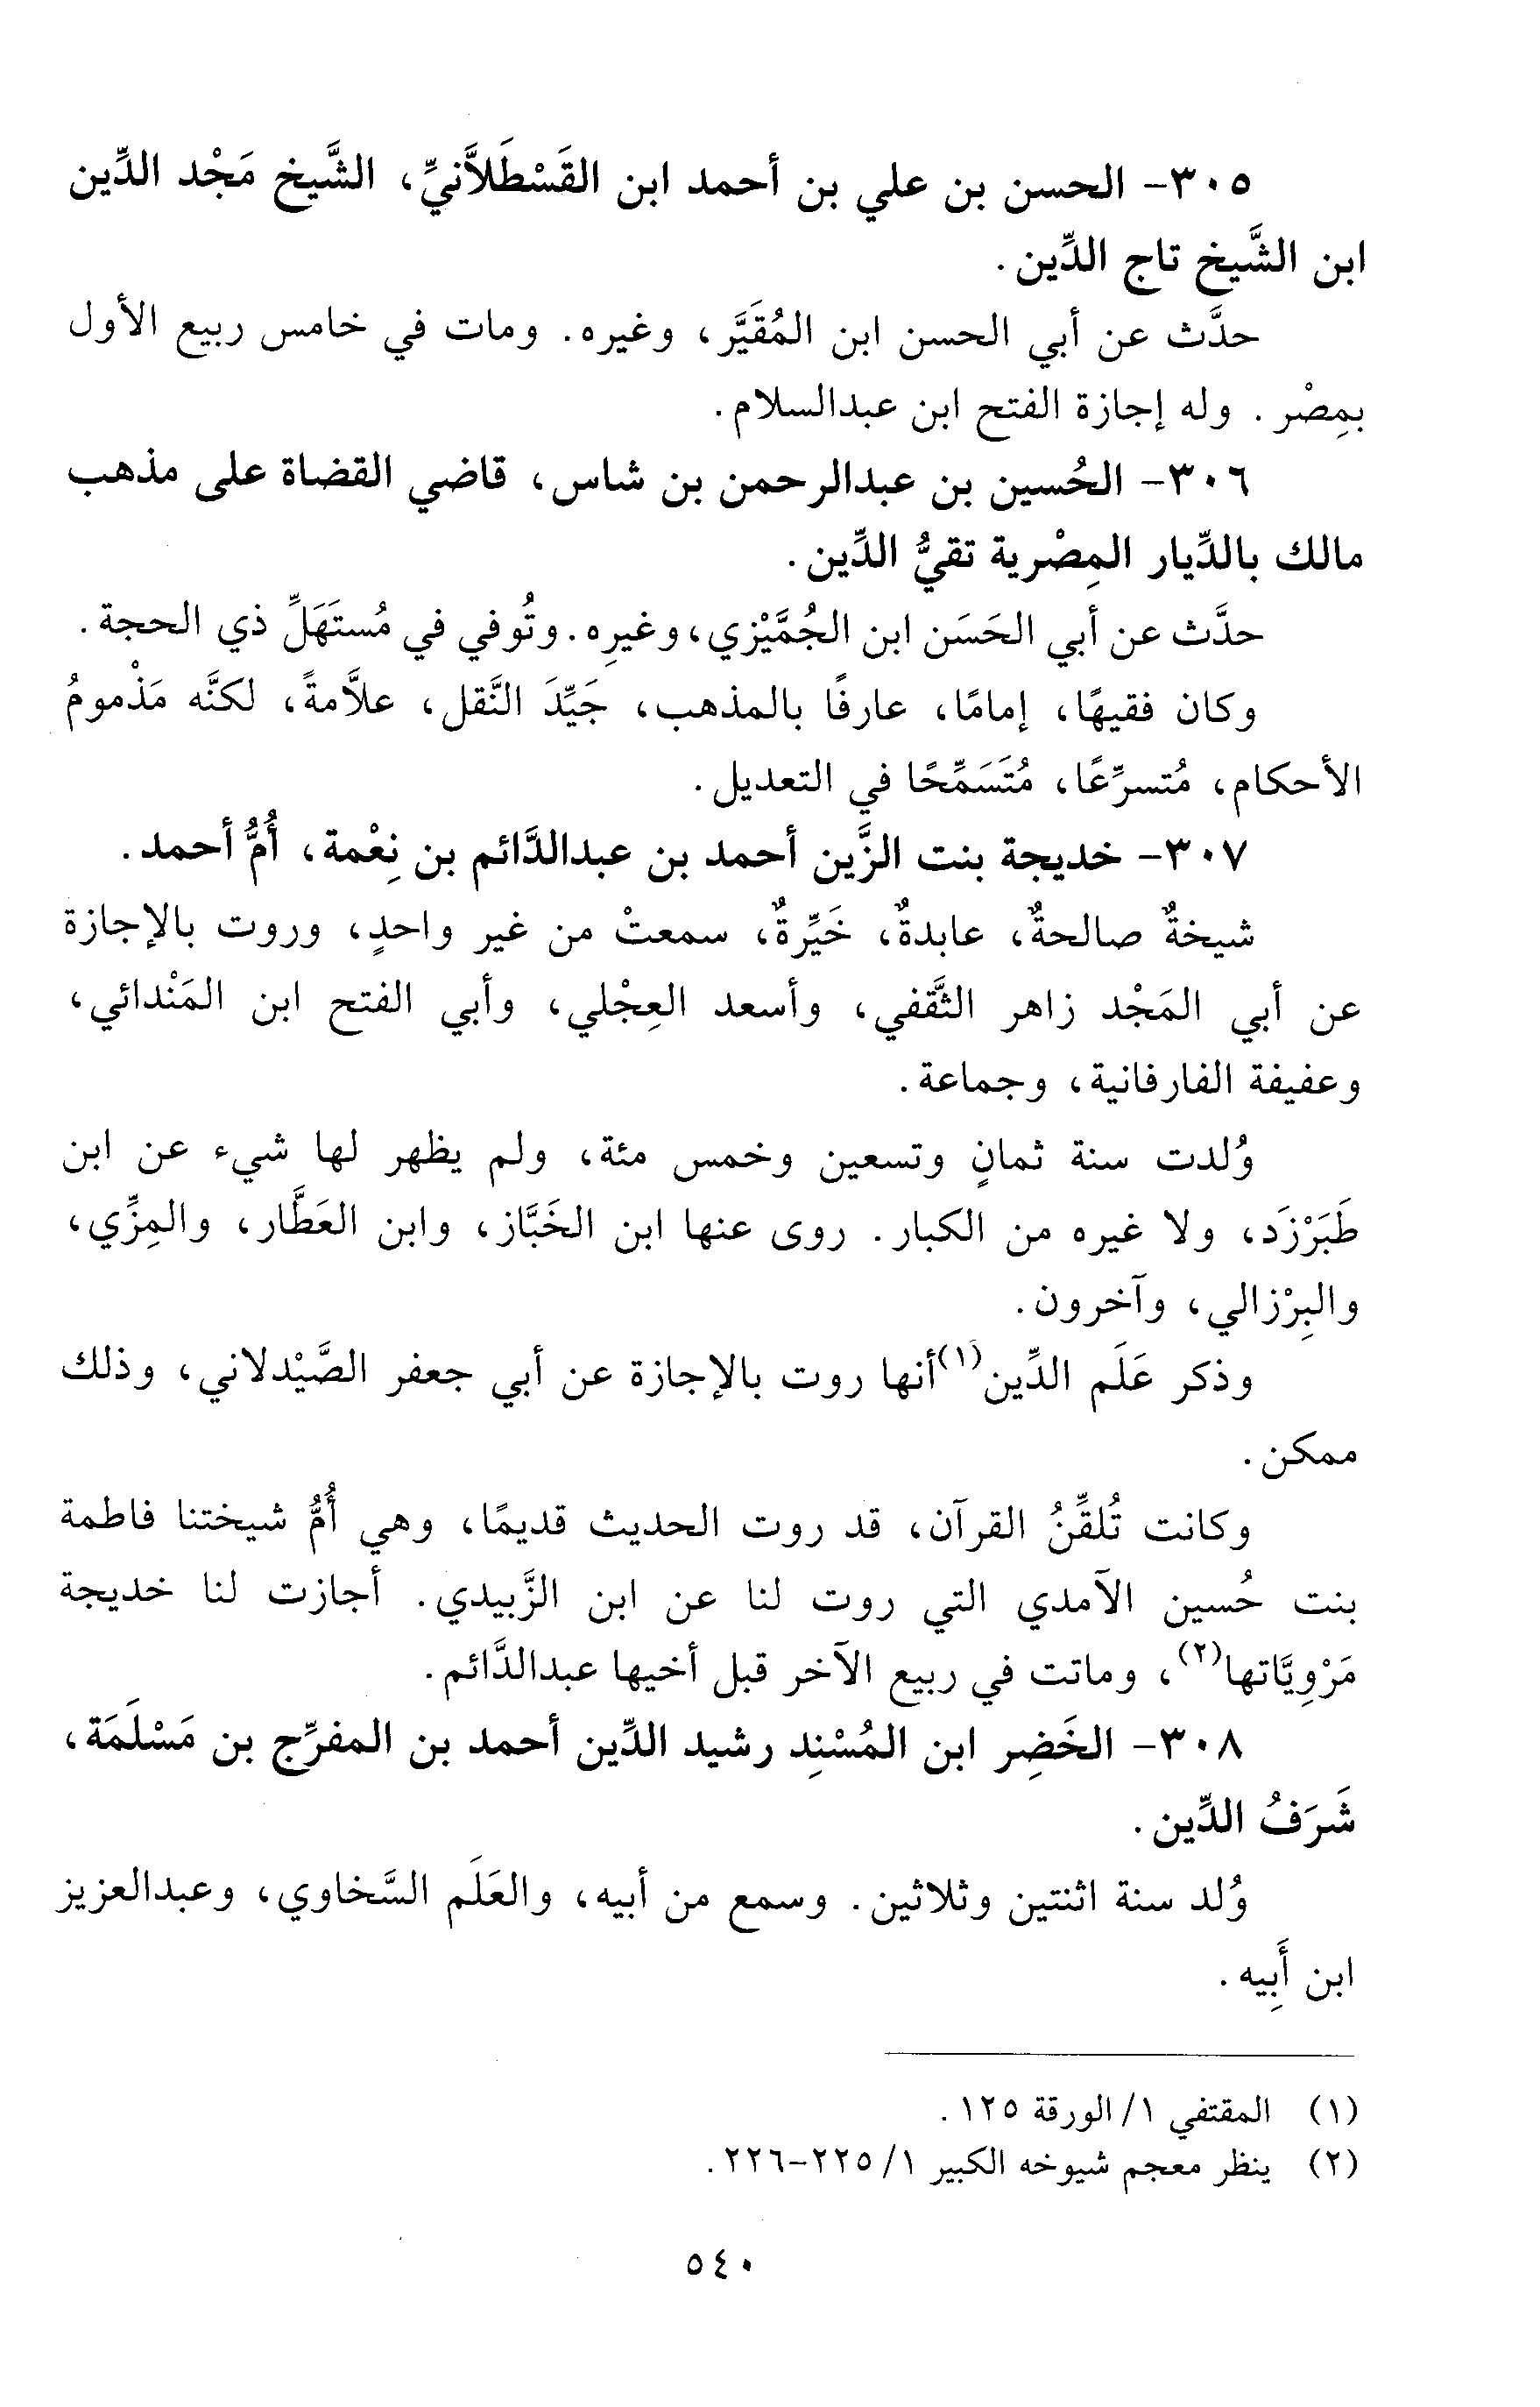 ٣٠٥- الحسن بن علي بن أحمد ابن القَسْطَلاَّنيِّ، الشَّيخ مَجْد الدِّين
ابن الشَّيخ تاج الدِّين.
حدَّث عن أبي الحسن ابن المُقَيَّر، وغيره. ومات في خامس ربيع الأول
بمِصْر. وله إجازة الفتح ابن عبدالسلام.
٣٠٦- الحُسين بن عبدالرحمن بن شاس، قاضي القضاة على مذهب
مالك بالدِّيار المِصْرية تقيُّ الدِّين.
حدَّث عن أبي الحَسَن ابن الجُمَّيْزي، وغيرِه. وتُوفي في مُستَهَلِّ ذي الحجة.
وكان فقيهًا، إمامًا، عارفًا بالمذهب، جَيِّدَ النَّقل، علاَّمةً، لكنَّه مَذْمومُ
الأحكام، مُتسرِّعًا، مُتَسَمِّحًا في التعديل.
٣٠٧- خديجة بنت الزَّين أحمد بن عبدالدَّائم بن نِعْمة، أُمُّ أحمد.
شيخةٌ صالحةٌ، عابدةٌ، خَيِّرةٌ، سمعتْ من غير واحدٍ، وروت بالإجازة
عن أبي المَجْد زاهر الثَّقفي، وأسعد العِجْلي، وأبي الفتح ابن المَنْدائي،
وعفيفة الفارفانية، وجماعة.
وُلدت سنة ثمانٍ وتسعين وخمس مئة، ولم يظهر لها شيء عن ابن
طَبَرْزَد، ولا غيره من الكبار. روى عنها ابن الخَبَّاز، وابن العَطَّار، والمِزِّي،
والبِرْزالي، وآخرون.
وذكر عَلَم الدِّين(١) أنها روت بالإجازة عن أبي جعفر الصَّيْدلاني، وذلك
ممكن.
وكانت تُلقِّنُ القرآن، قد روت الحديث قديمًا، وهي أُمُّ شيختنا فاطمة
بنت حُسين الآمدي التي روت لنا عن ابن الزَّبيدي. أجازت لنا خديجة
مَرْوِيَّاتها(٢)، وماتت في ربيع الآخر قبل أخيها عبدالدَّائم.
٣٠٨- الخَضِر ابن المُسْنِد رشيد الدِّين أحمد بن المفرِّج بن مَسْلَمَة،
شَرَفُ الدِّين.
وُلد سنة اثنتين وثلاثين. وسمع من أبيه، والعَلَم السَّخاوي، وعبدالعزيز
ابن أَبِيه.
(١) المقتفي ١/ الورقة ١٢٥.
(٢) ينظر معجم شيوخه الكبير ١/ ٢٢٥-٢٢٦.
٥٤٠